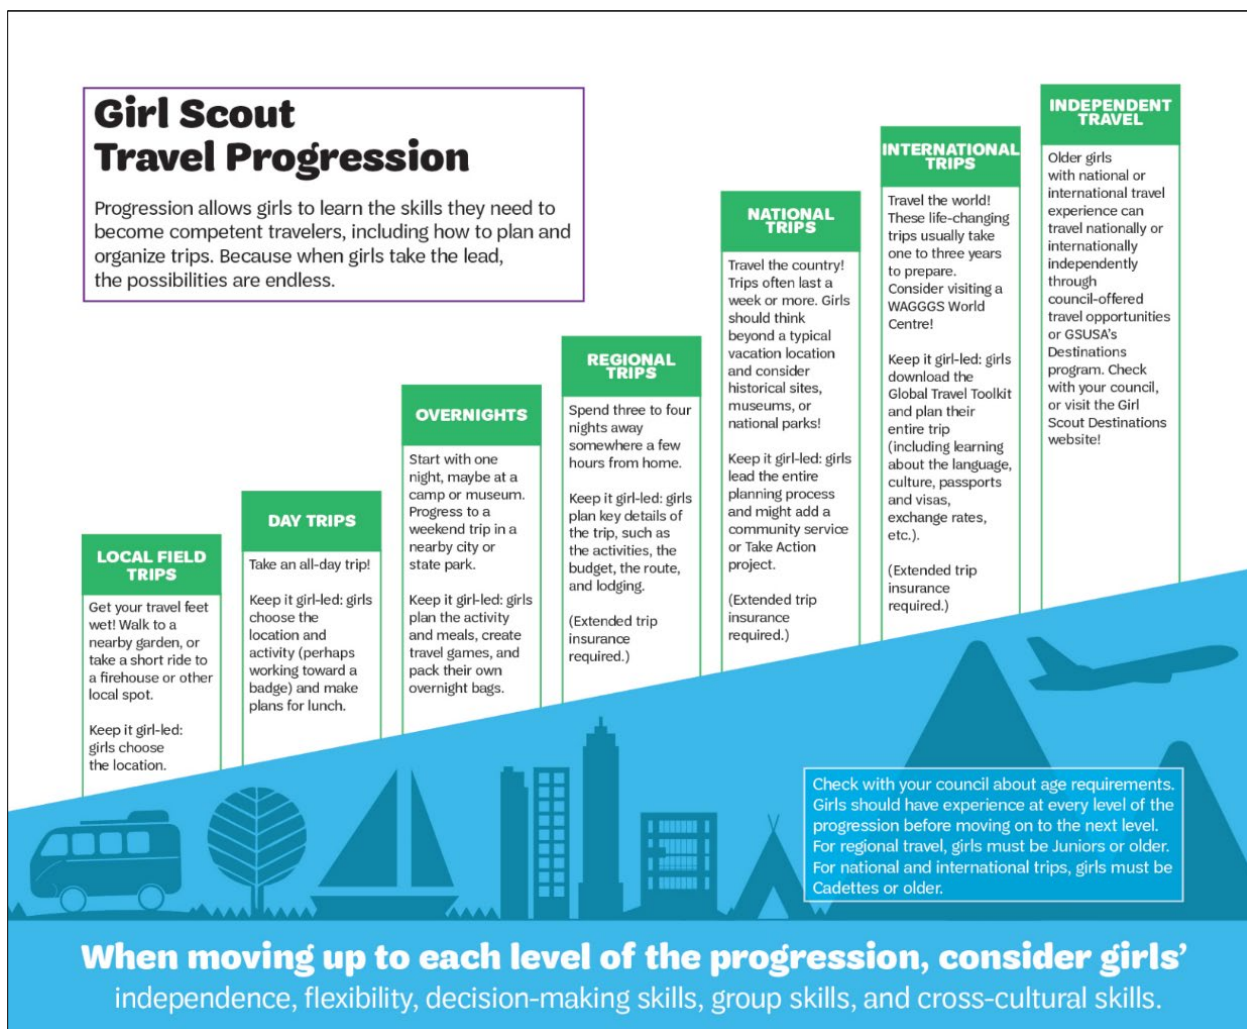 Girl Scout
Travel Progression
Progression allows girls to learn the skills they need to
become competent travelers, including how to plan and
organize trips. Because when girls take the lead,
the possibilities are endless.
LOCAL FIELD
TRIPS
Get your travel feet
wet! Walk to a
nearby garden, or
take a short ride to
a firehouse or other
local spot.
Keep it girl-led:
girls choose
the location.
DAY TRIPS
Take an all-day trip!
Keep it girl-led: girls
choose the
location and
activity (perhaps
working toward a
badge) and make
plans for lunch.
OVERNIGHTS
Start with one
night, maybe at a
camp or museum.
Progress to a
weekend trip in a
nearby city or
state park.
Keep it girl-led: girls
plan the activity
and meals, create
travel games, and
pack their own
overnight bags.
REGIONAL
TRIPS
Spend three to four
nights away
somewhere a few
hours from home.
Keep it girl-led: girls
plan key details of
the trip, such as
the activities, the
budget, the route,
and lodging.
(Extended trip
insurance
required.)
NATIONAL
TRIPS
Travel the country!
Trips often last a
week or more. Girls
should think
beyond a typical
vacation location
and consider
historical sites,
museums, or
national parks!
Keep it girl-led: girls
lead the entire
planning process
and might add a
community service
or Take Action
project.
(Extended trip
insurance
required.)
INTERNATIONAL
TRIPS
Travel the world!
These life-changing
trips usually take
one to three years
to prepare.
Consider visiting a
WAGGGS World
Centre!
Keep it girl-led: girls
download the
Global Travel Toolkit
and plan their
entire trip
(including learning
about the language,
culture, passports
and visas,
exchange rates,
etc.).
(Extended trip
insurance
required.)
INDEPENDENT
TRAVEL
Older girls
with national or
international travel
experience can
travel nationally or
internationally
independently
through
council-offered
travel opportunities
or GSUSA's
Destinations
program. Check
with your council,
or visit the Girl
Scout Destinations
website!
Check with your council about age requirements.
Girls should have experience at every level of the
progression before moving on to the next level.
For regional travel, girls must be Juniors or older.
For national and international trips, girls must be
Cadettes or older.
When moving up to each level of the progression, consider girls'
independence, flexibility, decision-making skills, group skills, and cross-cultural skills.